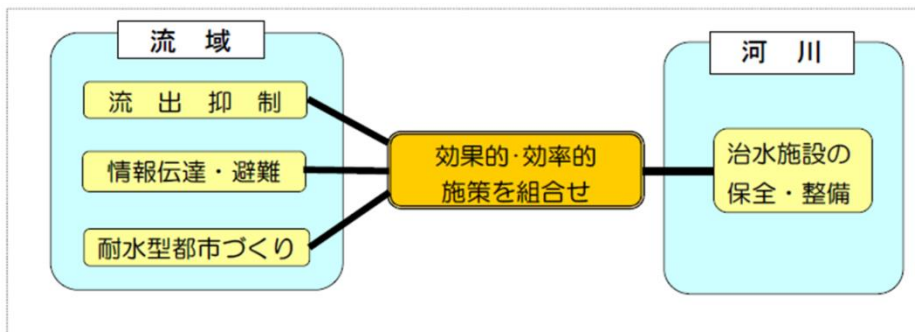 流 域
流 出 抑 制
情報伝達・避難
耐水型都市づくり
効果的・効率的
施策を組合せ
河 川
治水施設の
保全・整備